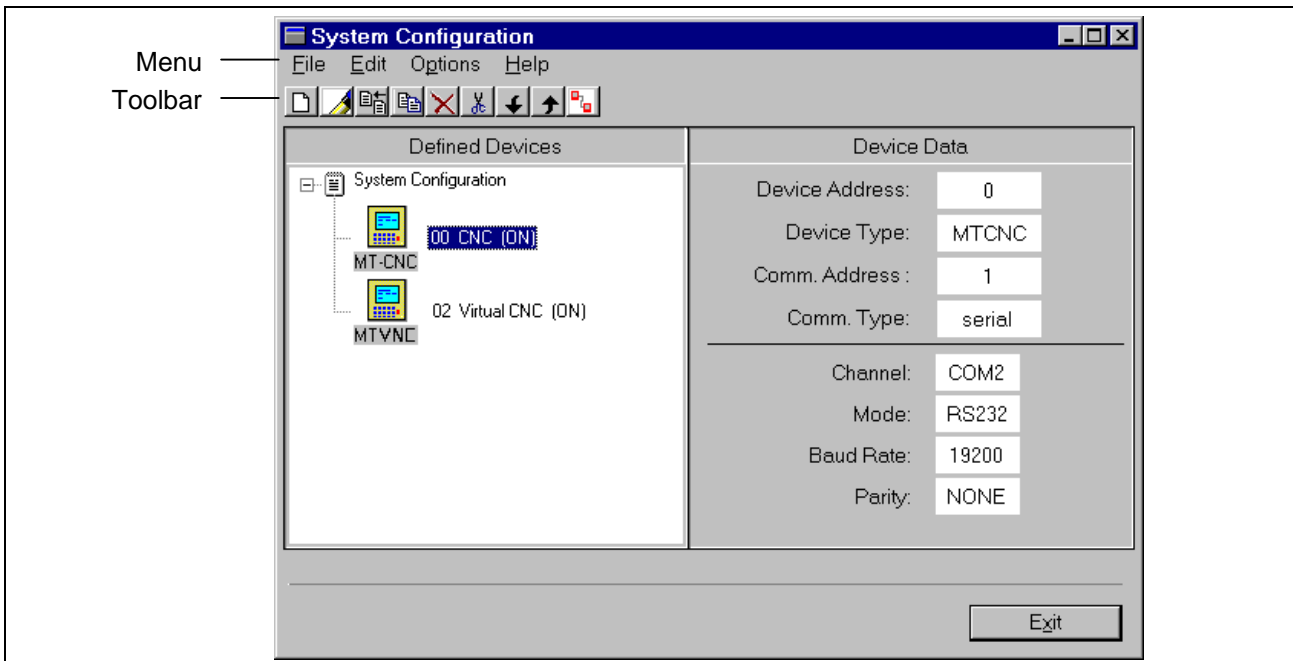 System Configuration
Menu
File Edit Options Help
Toolbar
Defined Devices
Device Data
System Configuration
00 CNC (ON)
MT-CNC
02 Virtual CNC (ON)
MTVNC
Device Address: 0
Device Type: MTCNC
Comm. Address : 1
Comm. Type: serial
Channel: COM2
Mode: RS232
Baud Rate: 19200
Parity: NONE
Exit